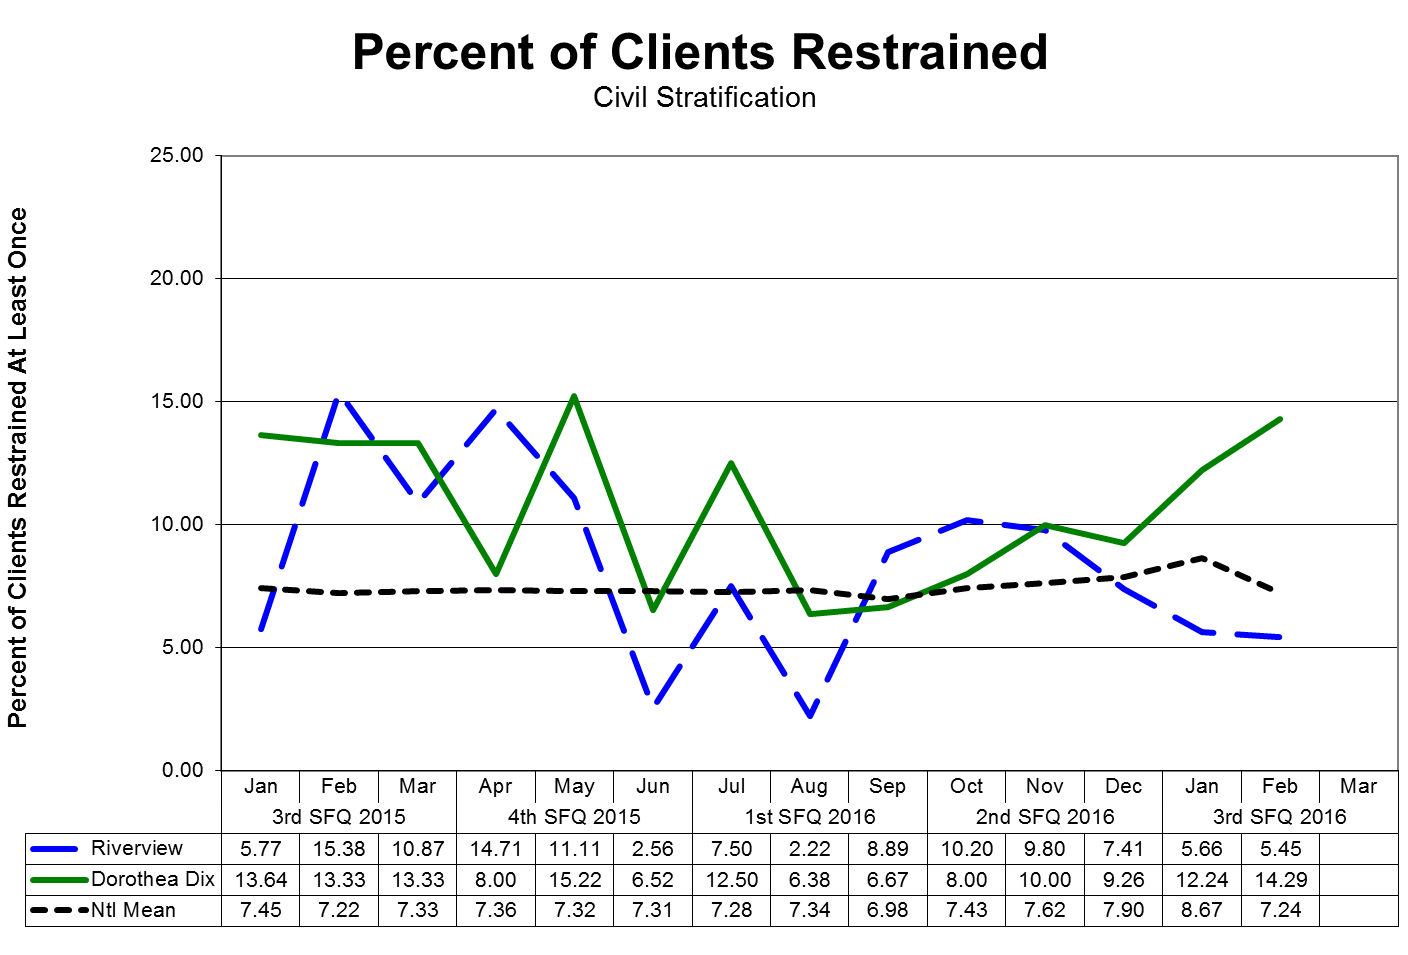 Percent of Clients Restrained
Civil Stratification
Percent of Clients Restrained At Least Once
25.00
20.00
15.00
10.00
5.00
0.00
Jan Feb Mar Apr May Jun Jul Aug Sep Oct Nov Dec Jan Feb Mar
3rd SFQ 2015 4th SFQ 2015 1st SFQ 2016 2nd SFQ 2016 3rd SFQ 2016
Riverview 5.77 15.38 10.87 14.71 11.11 2.56 7.50 2.22 8.89 10.20 9.80 7.41 5.66 5.45
Dorothea Dix 13.64 13.33 13.33 8.00 15.22 6.52 12.50 6.38 6.67 8.00 10.00 9.26 12.24 14.29
Ntl Mean 7.45 7.22 7.33 7.36 7.32 7.31 7.28 7.34 6.98 7.43 7.62 7.90 8.67 7.24